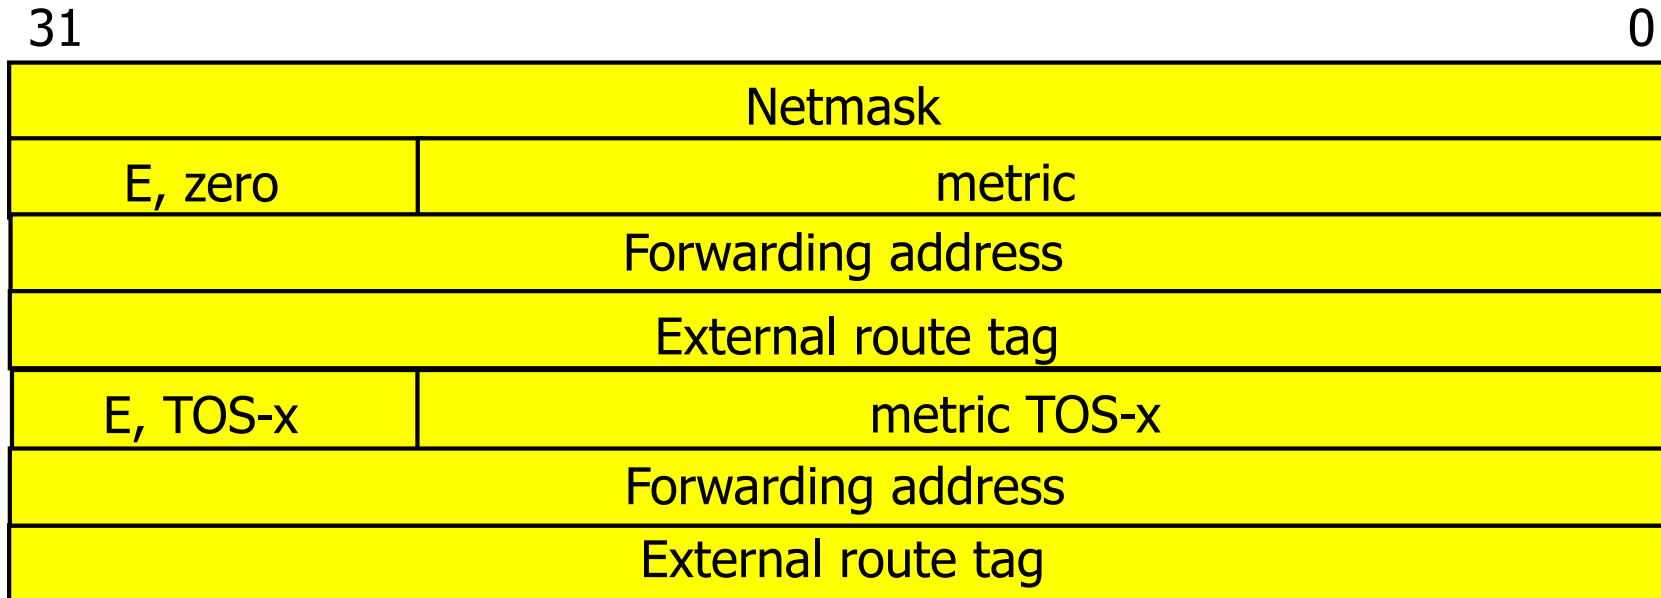 31 0
Netmask
E, zero metric
Forwarding address
External route tag
E, TOS-x metric TOS-x
Forwarding address
External route tag